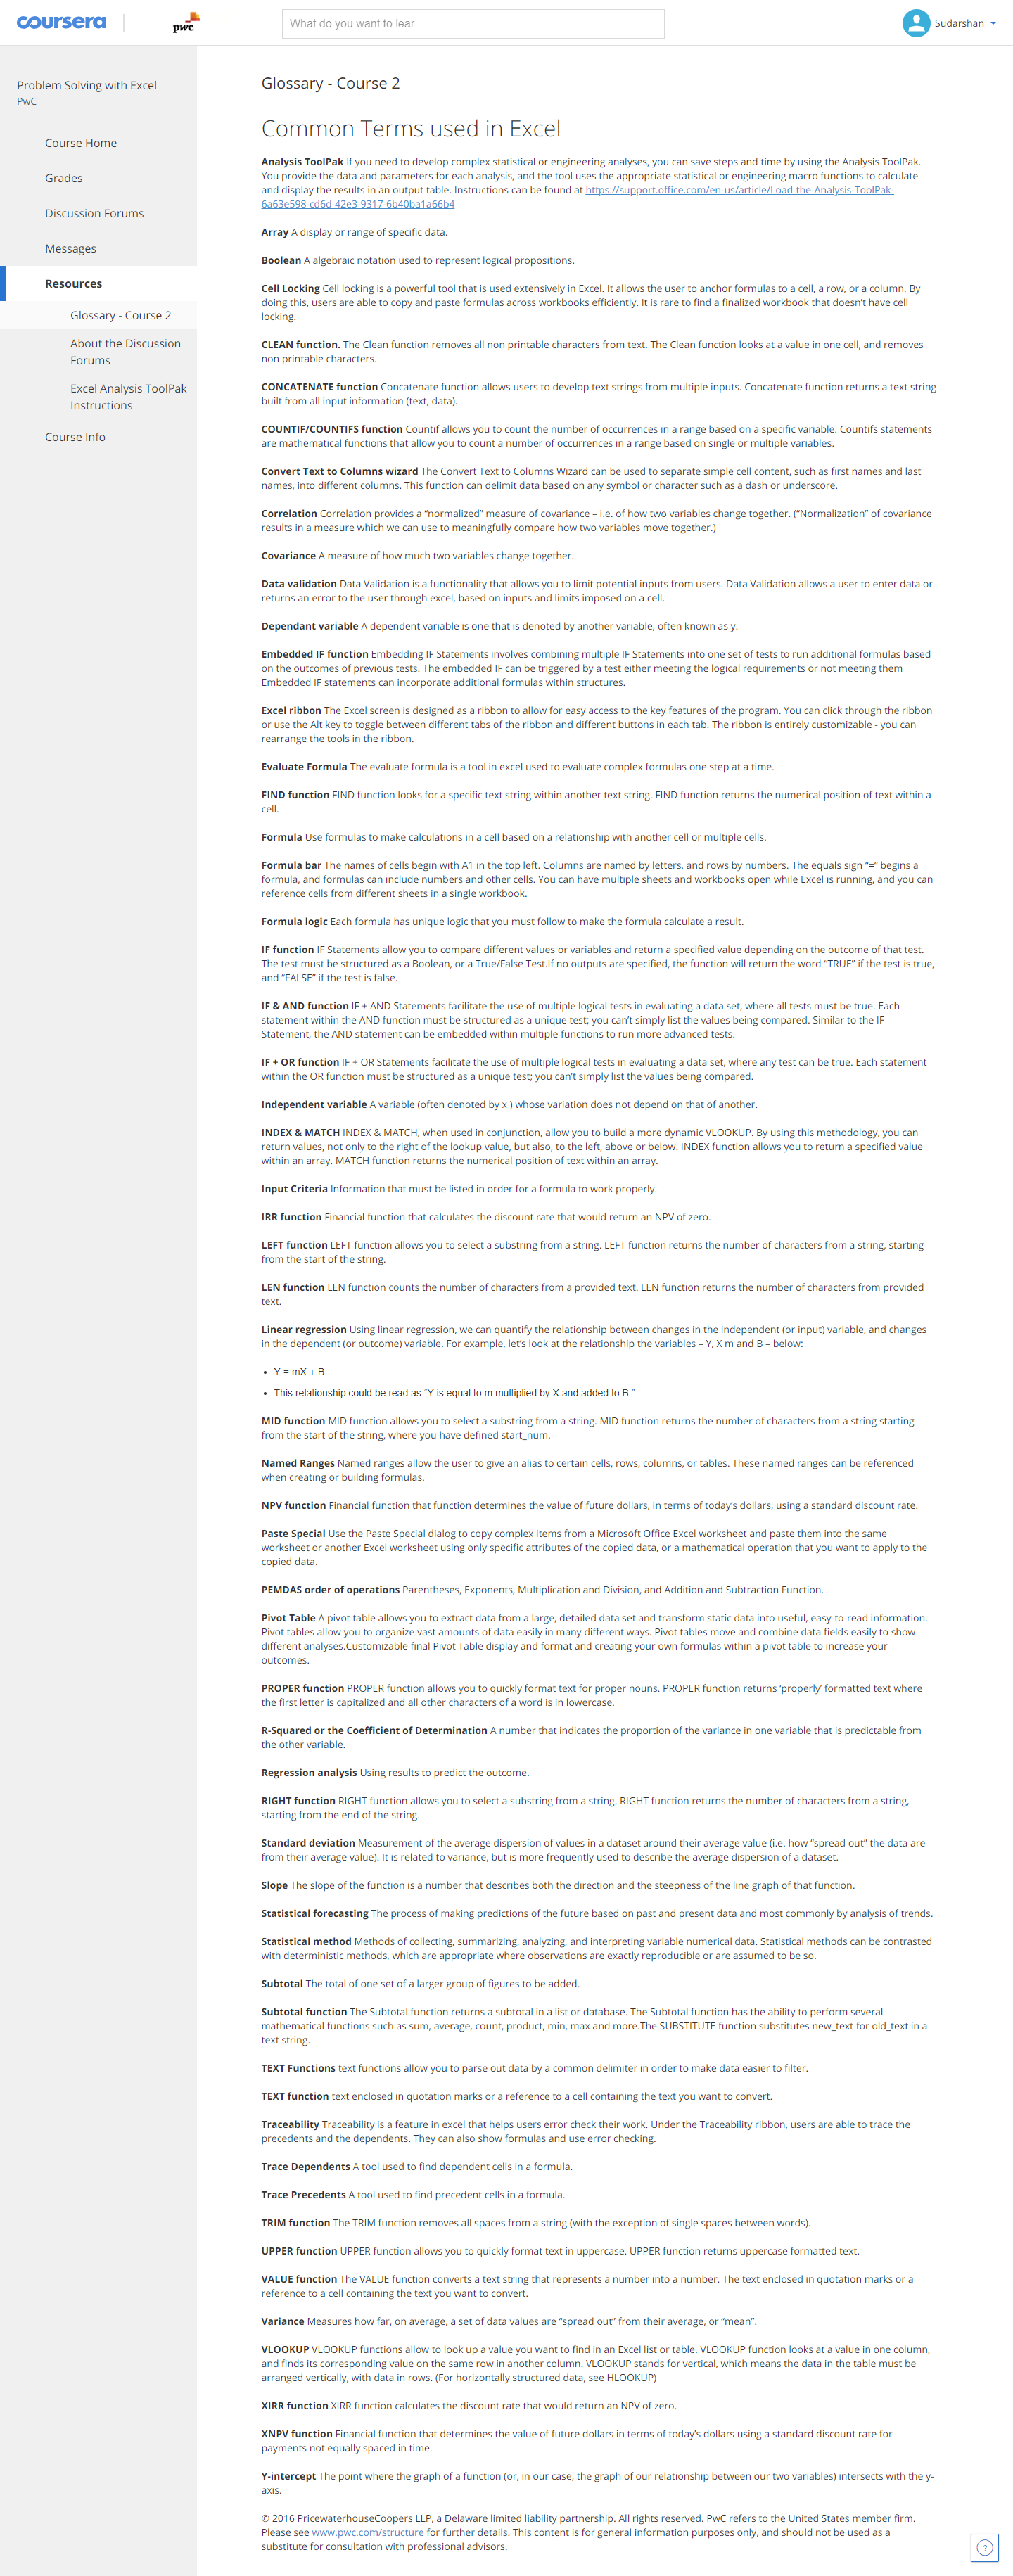 coursera
pwc
What do you want to lear
Sudarshan
Problem Solving with Excel
PwC
Course Home
Grades
Discussion Forums
Messages
Resources
Glossary - Course 2
About the Discussion
Forums
Excel Analysis ToolPak
Instructions
Course Info
Glossary - Course 2
Common Terms used in Excel
Analysis ToolPak If you need to develop complex statistical or engineering analyses, you can save steps and time by using the Analysis ToolPak.
You provide the data and parameters for each analysis, and the tool uses the appropriate statistical or engineering macro functions to calculate
and display the results in an output table. Instructions can be found at https://support.office.com/en-us/article/Load-the-Analysis-ToolPak-
6a63e598-cd6d-42e3-9317-6b40ba1a66b4
Array A display or range of specific data.
Boolean A algebraic notation used to represent logical propositions.
Cell Locking Cell locking is a powerful tool that is used extensively in Excel. It allows the user to anchor formulas to a cell, a row, or a column. By
doing this, users are able to copy and paste formulas across workbooks efficiently. It is rare to find a finalized workbook that doesn't have cell
locking.
CLEAN function. The Clean function removes all non printable characters from text. The Clean function looks at a value in one cell, and removes
non printable characters.
CONCATENATE function Concatenate function allows users to develop text strings from multiple inputs. Concatenate function returns a text string
built from all input information (text, data).
COUNTIF/COUNTIFS function Countif allows you to count the number of occurrences in a range based on a specific variable. Countifs statements
are mathematical functions that allow you to count a number of occurrences in a range based on single or multiple variables.
Convert Text to Columns wizard The Convert Text to Columns Wizard can be used to separate simple cell content, such as first names and last
names, into different columns. This function can delimit data based on any symbol or character such as a dash or underscore.
Correlation Correlation provides a “normalized” measure of covariance – i.e. of how two variables change together. (“Normalization” of covariance
results in a measure which we can use to meaningfully compare how two variables move together.)
Covariance A measure of how much two variables change together.
Data validation Data Validation is a functionality that allows you to limit potential inputs from users. Data Validation allows a user to enter data or
returns an error to the user through excel, based on inputs and limits imposed on a cell.
Dependant variable A dependent variable is one that is denoted by another variable, often known as y.
Embedded IF function Embedding IF Statements involves combining multiple IF Statements into one set of tests to run additional formulas based
on the outcomes of previous tests. The embedded IF can be triggered by a test either meeting the logical requirements or not meeting them
Embedded IF statements can incorporate additional formulas within structures.
Excel ribbon The Excel screen is designed as a ribbon to allow for easy access to the key features of the program. You can click through the ribbon
or use the Alt key to toggle between different tabs of the ribbon and different buttons in each tab. The ribbon is entirely customizable - you can
rearrange the tools in the ribbon.
Evaluate Formula The evaluate formula is a tool in excel used to evaluate complex formulas one step at a time.
FIND function FIND function looks for a specific text string within another text string. FIND function returns the numerical position of text within a
cell.
Formula Use formulas to make calculations in a cell based on a relationship with another cell or multiple cells.
Formula bar The names of cells begin with A1 in the top left. Columns are named by letters, and rows by numbers. The equals sign “=” begins a
formula, and formulas can include numbers and other cells. You can have multiple sheets and workbooks open while Excel is running, and you can
reference cells from different sheets in a single workbook.
Formula logic Each formula has unique logic that you must follow to make the formula calculate a result.
IF function IF Statements allow you to compare different values or variables and return a specified value depending on the outcome of that test.
The test must be structured as a Boolean, or a True/False Test.If no outputs are specified, the function will return the word “TRUE” if the test is true,
and “FALSE” if the test is false.
IF & AND function IF + AND Statements facilitate the use of multiple logical tests in evaluating a data set, where all tests must be true. Each
statement within the AND function must be structured as a unique test; you can't simply list the values being compared. Similar to the IF
Statement, the AND statement can be embedded within multiple functions to run more advanced tests.
IF + OR function IF + OR Statements facilitate the use of multiple logical tests in evaluating a data set, where any test can be true. Each statement
within the OR function must be structured as a unique test; you can't simply list the values being compared.
Independent variable A variable (often denoted by x ) whose variation does not depend on that of another.
INDEX & MATCH INDEX & MATCH, when used in conjunction, allow you to build a more dynamic VLOOKUP. By using this methodology, you can
return values, not only to the right of the lookup value, but also, to the left, above or below. INDEX function allows you to return a specified value
within an array. MATCH function returns the numerical position of text within an array.
Input Criteria Information that must be listed in order for a formula to work properly.
IRR function Financial function that calculates the discount rate that would return an NPV of zero.
LEFT function LEFT function allows you to select a substring from a string. LEFT function returns the number of characters from a string, starting
from the start of the string.
LEN function LEN function counts the number of characters from a provided text. LEN function returns the number of characters from provided
text.
Linear regression Using linear regression, we can quantify the relationship between changes in the independent (or input) variable, and changes
in the dependent (or outcome) variable. For example, let's look at the relationship the variables – Y, X m and B – below:
• Y = mX + B
• This relationship could be read as “Y is equal to m multiplied by X and added to B.”
MID function MID function allows you to select a substring from a string. MID function returns the number of characters from a string starting
from the start of the string, where you have defined start_num.
Named Ranges Named ranges allow the user to give an alias to certain cells, rows, columns, or tables. These named ranges can be referenced
when creating or building formulas.
NPV function Financial function that function determines the value of future dollars, in terms of today's dollars, using a standard discount rate.
Paste Special Use the Paste Special dialog to copy complex items from a Microsoft Office Excel worksheet and paste them into the same
worksheet or another Excel worksheet using only specific attributes of the copied data, or a mathematical operation that you want to apply to the
copied data.
PEMDAS order of operations Parentheses, Exponents, Multiplication and Division, and Addition and Subtraction Function.
Pivot Table A pivot table allows you to extract data from a large, detailed data set and transform static data into useful, easy-to-read information.
Pivot tables allow you to organize vast amounts of data easily in many different ways. Pivot tables move and combine data fields easily to show
different analyses.Customizable final Pivot Table display and format and creating your own formulas within a pivot table to increase your
outcomes.
PROPER function PROPER function allows you to quickly format text for proper nouns. PROPER function returns ‘properly’ formatted text where
the first letter is capitalized and all other characters of a word is in lowercase.
R-Squared or the Coefficient of Determination A number that indicates the proportion of the variance in one variable that is predictable from
the other variable.
Regression analysis Using results to predict the outcome.
RIGHT function RIGHT function allows you to select a substring from a string. RIGHT function returns the number of characters from a string,
starting from the end of the string.
Standard deviation Measurement of the average dispersion of values in a dataset around their average value (i.e. how “spread out” the data are
from their average value). It is related to variance, but is more frequently used to describe the average dispersion of a dataset.
Slope The slope of the function is a number that describes both the direction and the steepness of the line graph of that function.
Statistical forecasting The process of making predictions of the future based on past and present data and most commonly by analysis of trends.
Statistical method Methods of collecting, summarizing, analyzing, and interpreting variable numerical data. Statistical methods can be contrasted
with deterministic methods, which are appropriate where observations are exactly reproducible or are assumed to be so.
Subtotal The total of one set of a larger group of figures to be added.
Subtotal function The Subtotal function returns a subtotal in a list or database. The Subtotal function has the ability to perform several
mathematical functions such as sum, average, count, product, min, max and more.The SUBSTITUTE function substitutes new_text for old_text in a
text string.
TEXT Functions text functions allow you to parse out data by a common delimiter in order to make data easier to filter.
TEXT function text enclosed in quotation marks or a reference to a cell containing the text you want to convert.
Traceability Traceability is a feature in excel that helps users error check their work. Under the Traceability ribbon, users are able to trace the
precedents and the dependents. They can also show formulas and use error checking.
Trace Dependents A tool used to find dependent cells in a formula.
Trace Precedents A tool used to find precedent cells in a formula.
TRIM function The TRIM function removes all spaces from a string (with the exception of single spaces between words).
UPPER function UPPER function allows you to quickly format text in uppercase. UPPER function returns uppercase formatted text.
VALUE function The VALUE function converts a text string that represents a number into a number. The text enclosed in quotation marks or a
reference to a cell containing the text you want to convert.
Variance Measures how far, on average, a set of data values are “spread out” from their average, or “mean”.
VLOOKUP VLOOKUP functions allow to look up a value you want to find in an Excel list or table. VLOOKUP function looks at a value in one column,
and finds its corresponding value on the same row in another column. VLOOKUP stands for vertical, which means the data in the table must be
arranged vertically, with data in rows. (For horizontally structured data, see HLOOKUP)
XIRR function XIRR function calculates the discount rate that would return an NPV of zero.
XNPV function Financial function that determines the value of future dollars in terms of today's dollars using a standard discount rate for
payments not equally spaced in time.
Y-intercept The point where the graph of a function (or, in our case, the graph of our relationship between our two variables) intersects with the y-
axis.
© 2016 PricewaterhouseCoopers LLP, a Delaware limited liability partnership. All rights reserved. PwC refers to the United States member firm.
Please see www.pwc.com/structure for further details. This content is for general information purposes only, and should not be used as a
substitute for consultation with professional advisors.
?